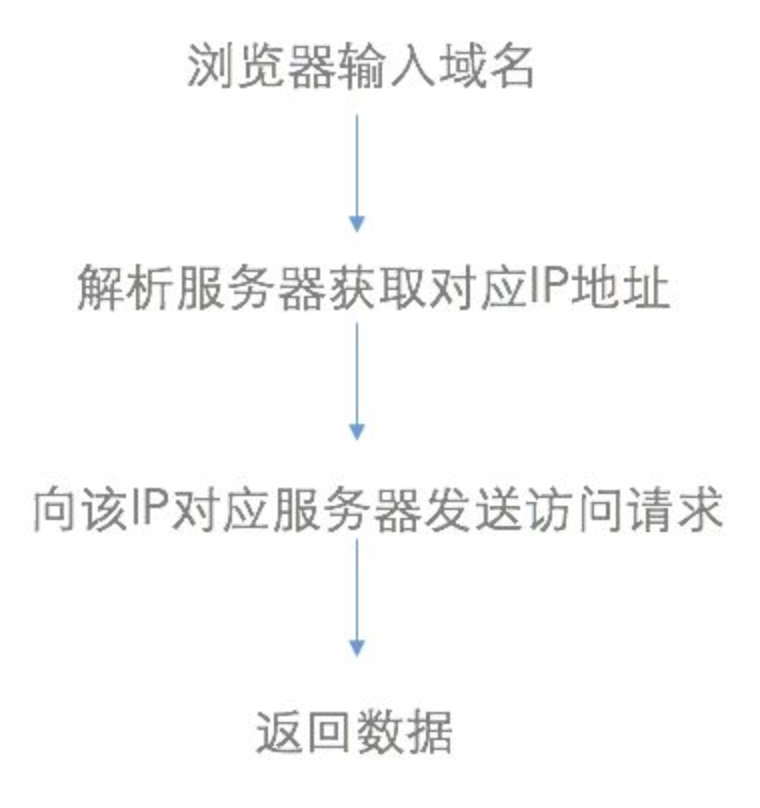 浏览器输入域名
解析服务器获取对应IP地址
向该IP对应服务器发送访问请求
返回数据